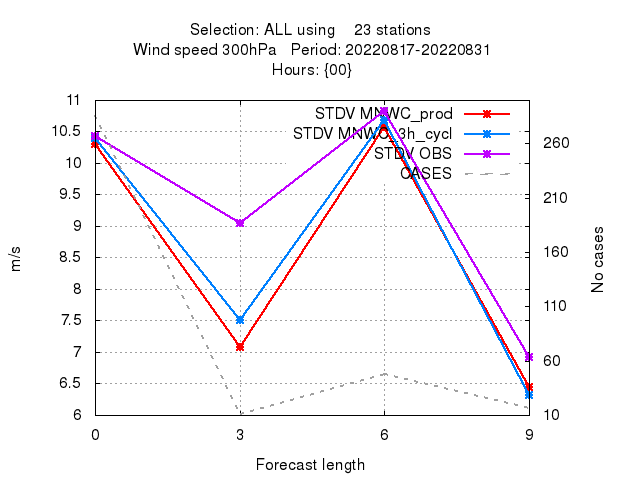 Selection: ALL using 23 stations
Wind speed 300hPa Period: 20220817-20220831
Hours: {00}
STDV MNWC_prod
STDV MNWC_3h_cycl
STDV OBS
CASES
11
10.5
10
9.5
9
8.5
8
7.5
7
6.5
6
260
210
160
110
60
10
0 3 6 9
m/s
No cases
Forecast length